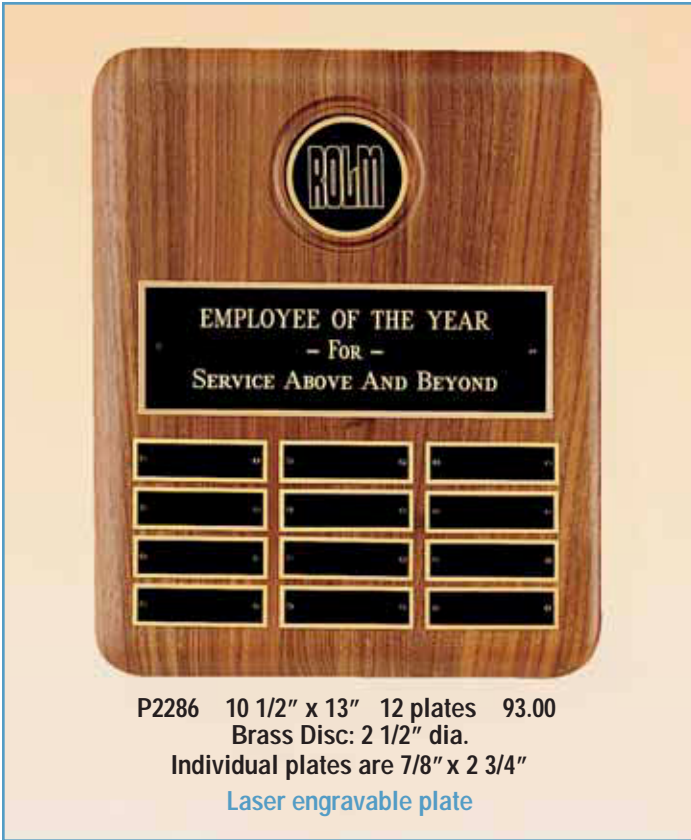 ROLM
EMPLOYEE OF THE YEAR
– FOR –
SERVICE ABOVE AND BEYOND
P2286 10 1/2” x 13” 12 plates 93.00
Brass Disc: 2 1/2” dia.
Individual plates are 7/8” x 2 3/4”
Laser engravable plate